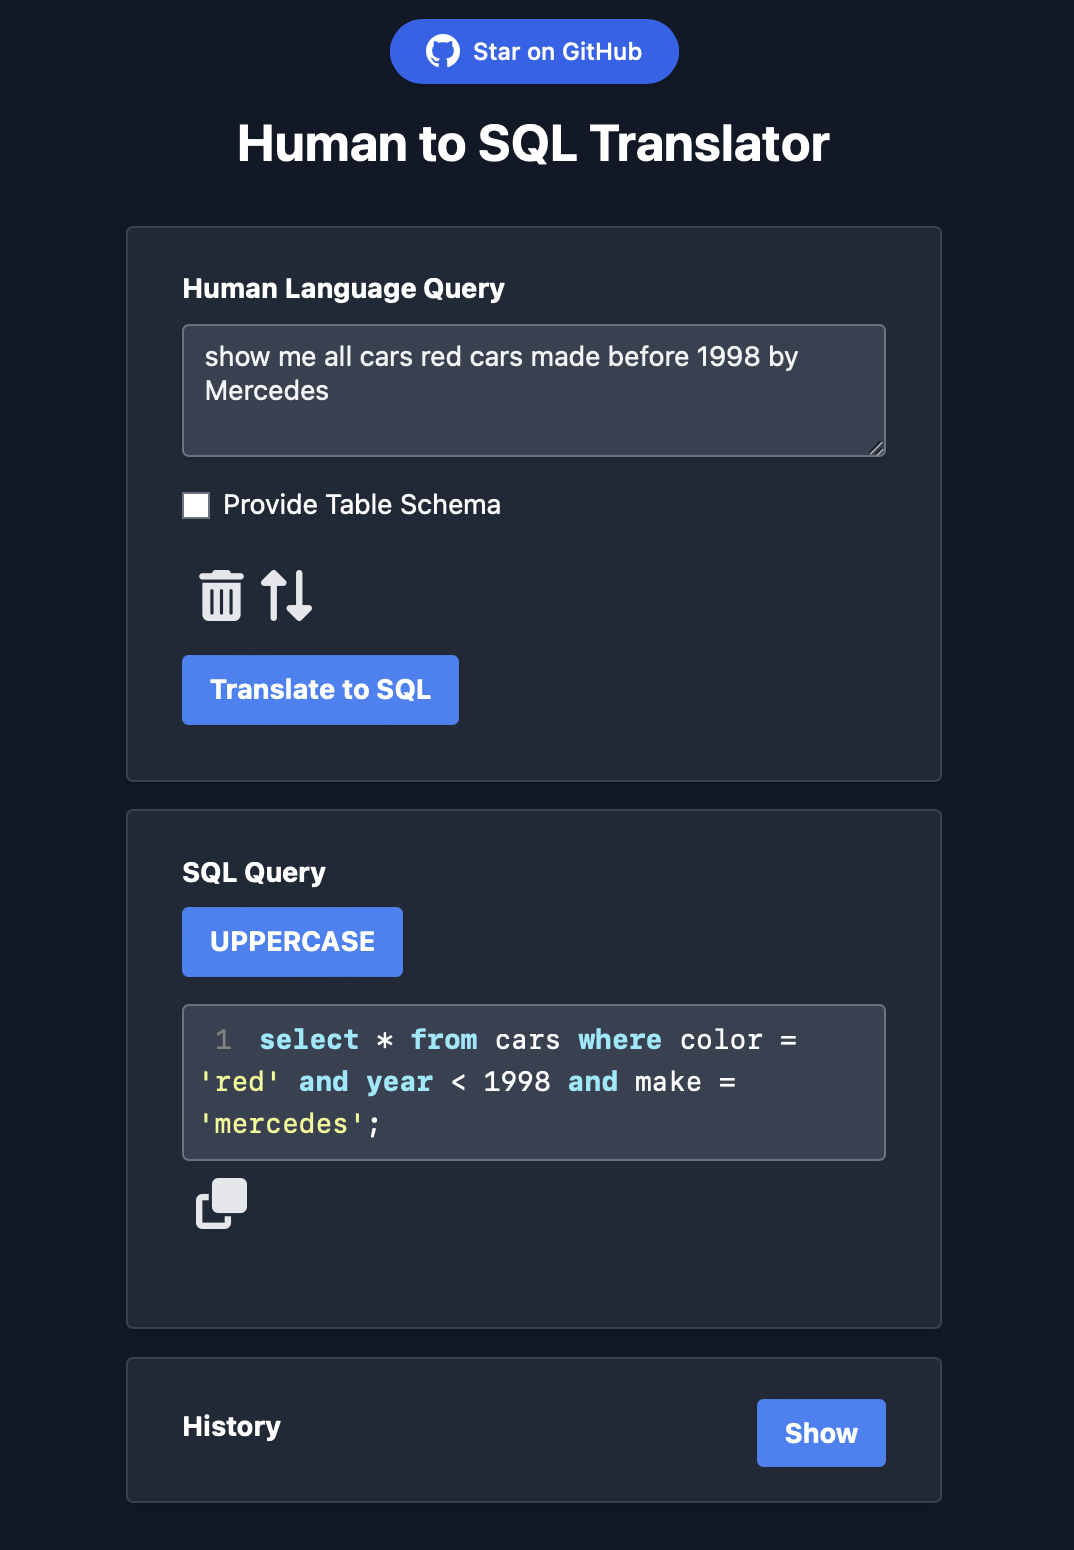 Star on GitHub
Human to SQL Translator
Human Language Query
show me all cars red cars made before 1998 by
Mercedes
Provide Table Schema
Translate to SQL
SQL Query
UPPERCASE
1 select * from cars where color =
'red' and year < 1998 and make =
'mercedes';
History
Show